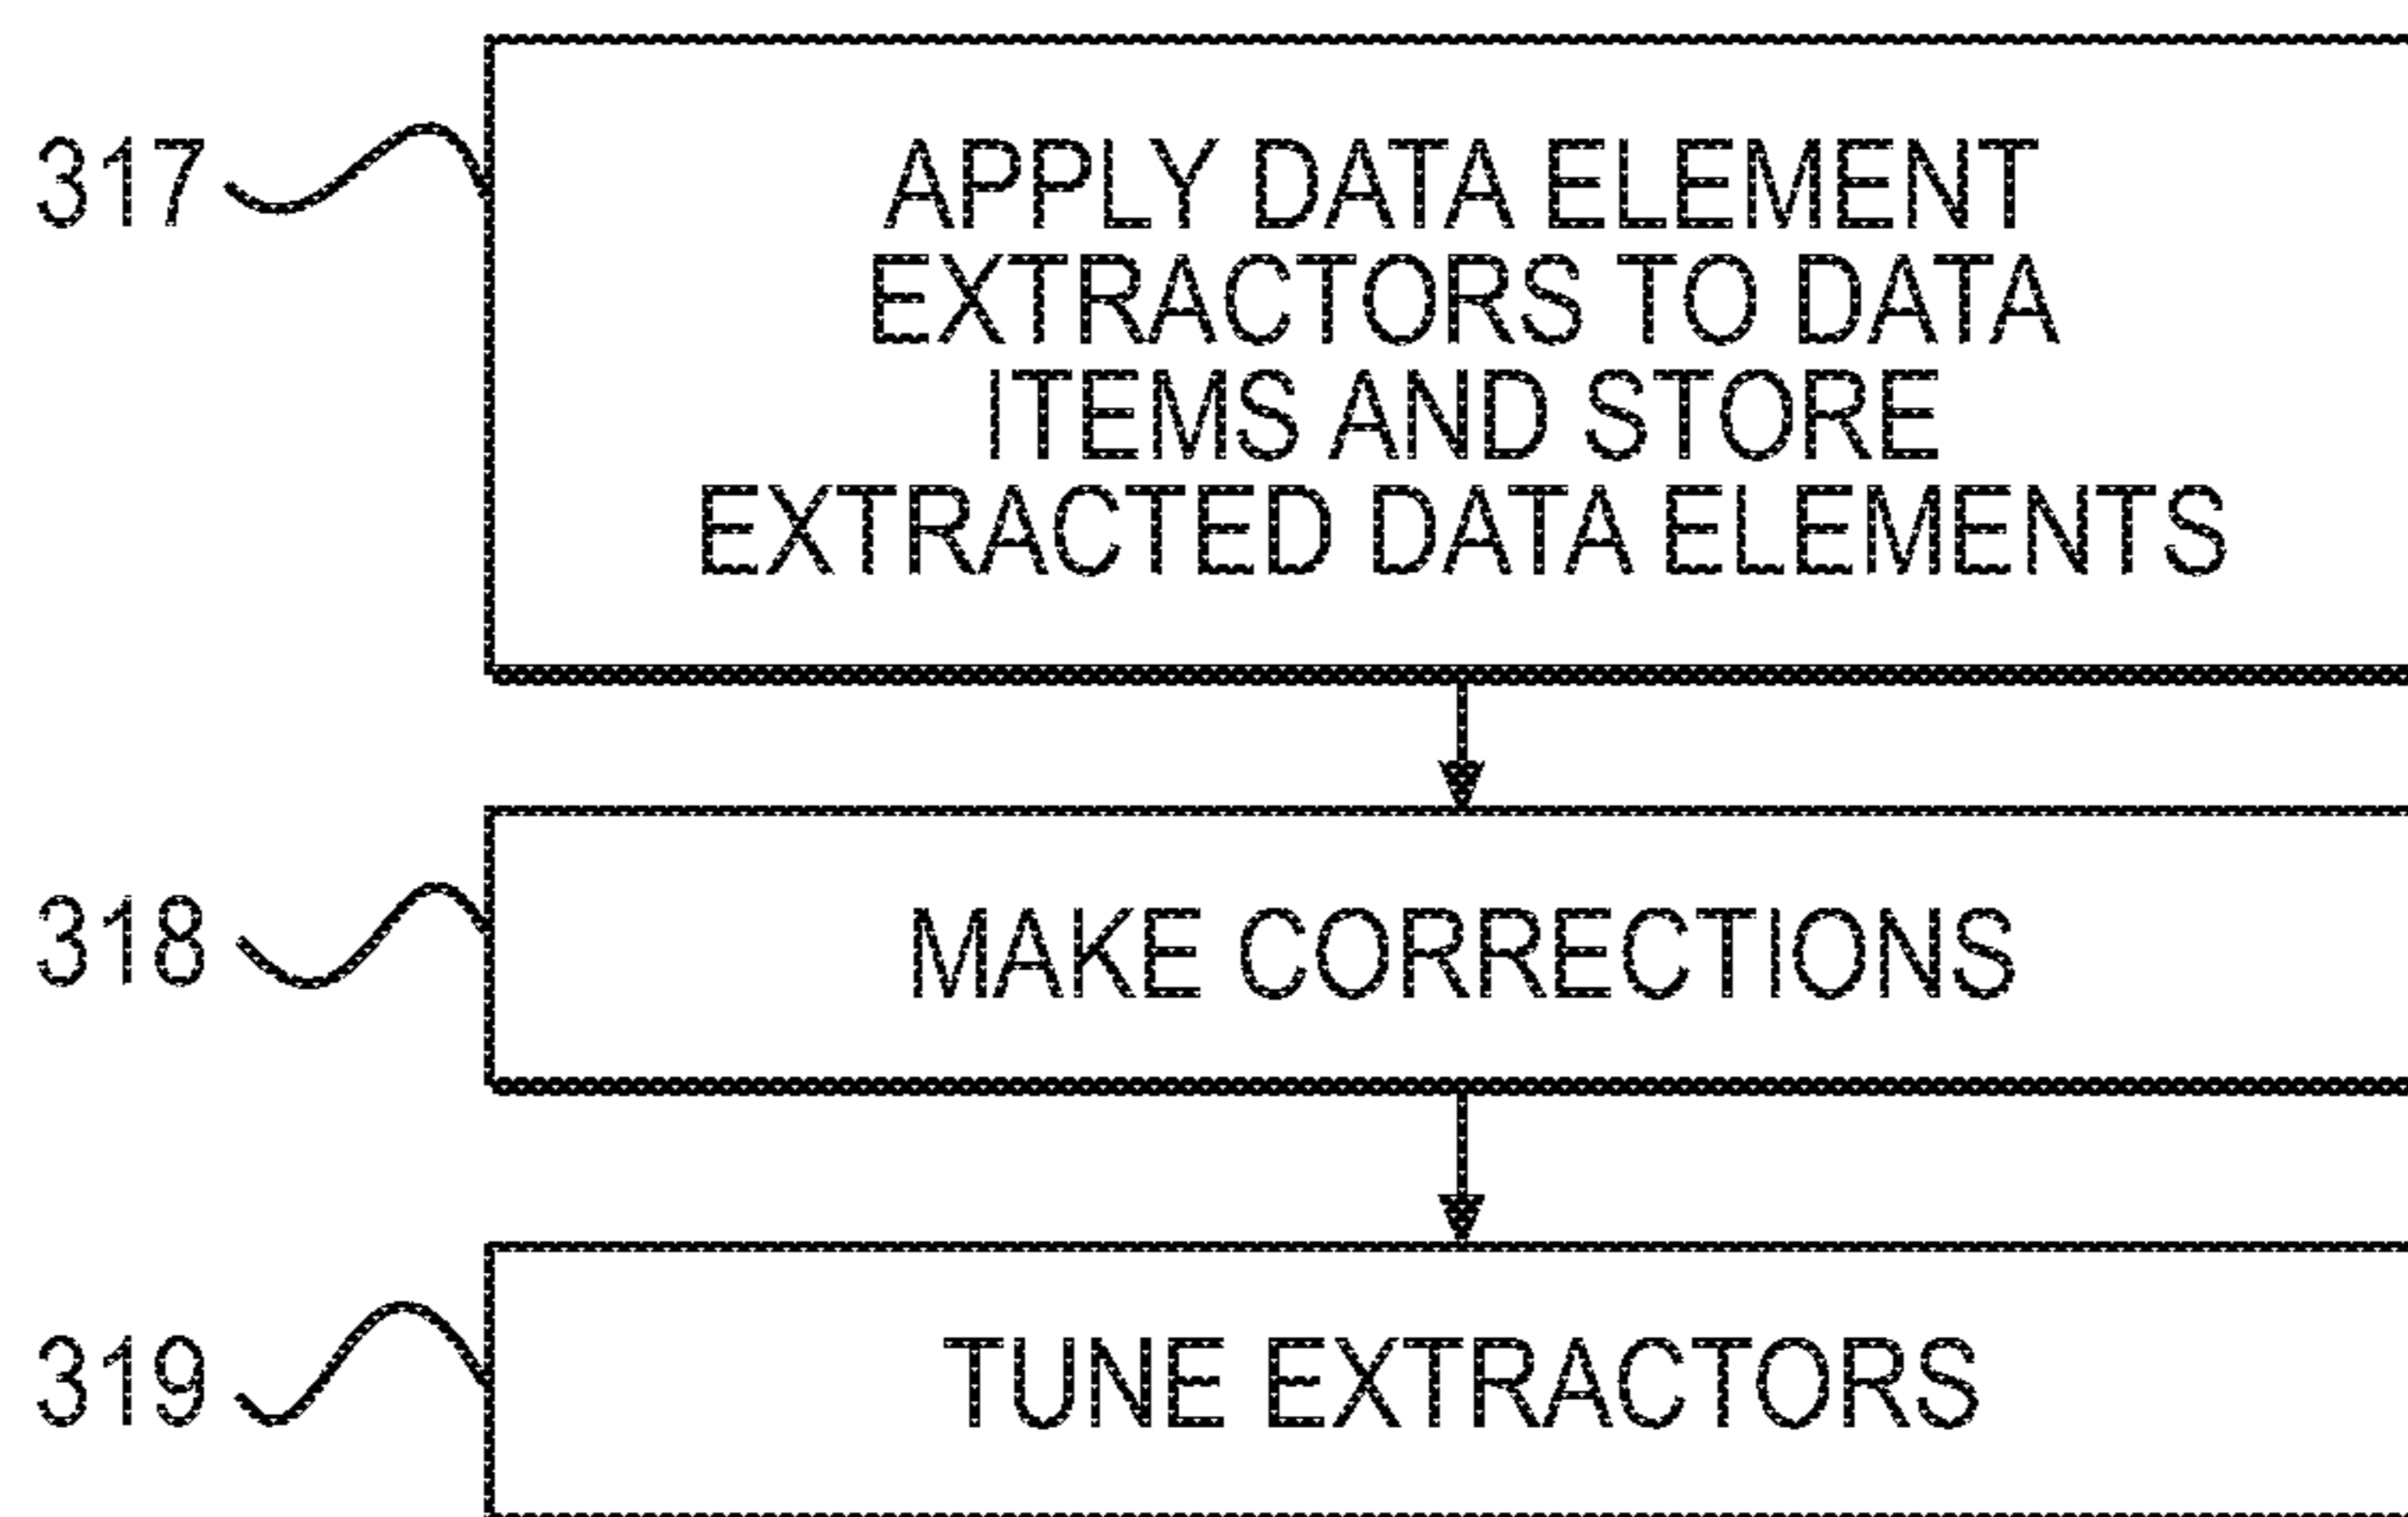 317
APPLY DATA ELEMENT
EXTRACTORS TO DATA
ITEMS AND STORE
EXTRACTED DATA ELEMENTS
318
MAKE CORRECTIONS
319
TUNE EXTRACTORS